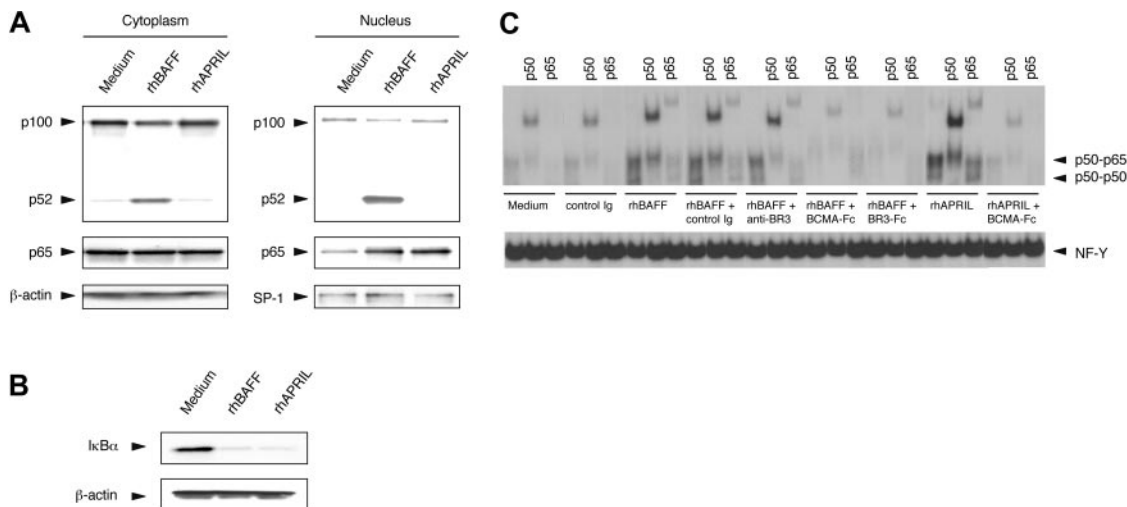 A
Cytoplasm
Nucleus
Medium
rhBAFF
rhAPRIL
Medium
rhBAFF
rhAPRIL
p100
p52
p65
β-actin
p100
p52
p65
SP-1
B
Medium
rhBAFF
rhAPRIL
IκBα
β-actin
C
p50
p65
p50
p65
p50
p65
p50
p65
p50
p65
p50
p65
p50
p65
p50
p65
p50
p65
p50-p65
p50-p50
Medium
control Ig
rhBAFF
rhBAFF +
control Ig
rhBAFF +
anti-BR3
rhBAFF +
BCMA-Fc
rhBAFF +
BR3-Fc
rhAPRIL
rhAPRIL +
BCMA-Fc
NF-Y